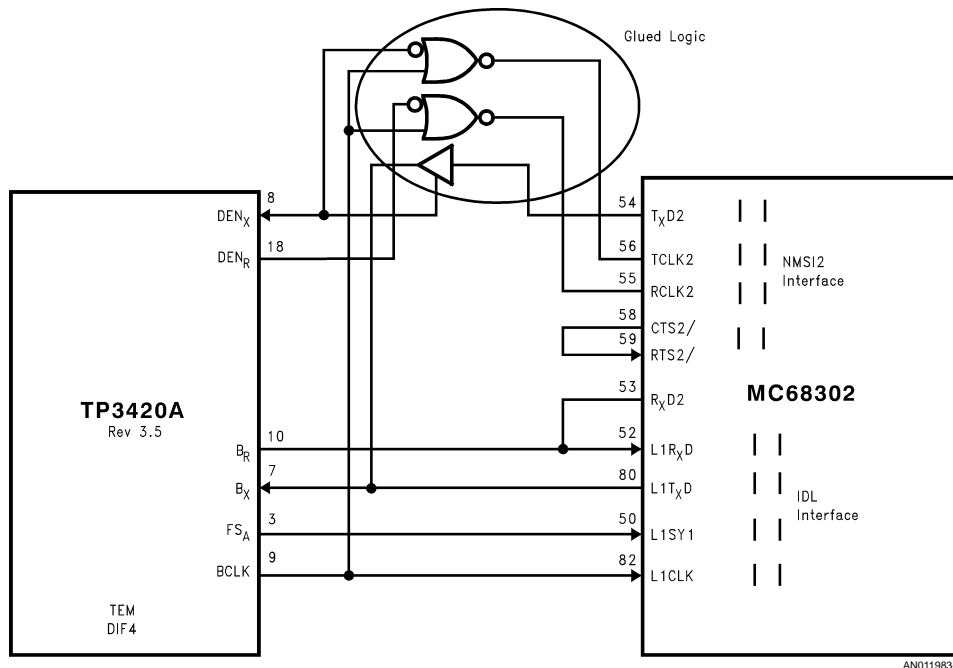 Glued Logic
8
DENX
18
DENR
TP3420A
Rev 3.5
10
BR
7
BX
3
FSA
9
BCLK
TEM
DIF4
54
TXD2
56
TCLK2
55
RCLK2
58
CTS2/
59
RTS2/
53
RXD2
52
L1RXD
80
L1TXD
50
L1SY1
82
L1CLK
NMSI2
Interface
MC68302
IDL
Interface
AN011983